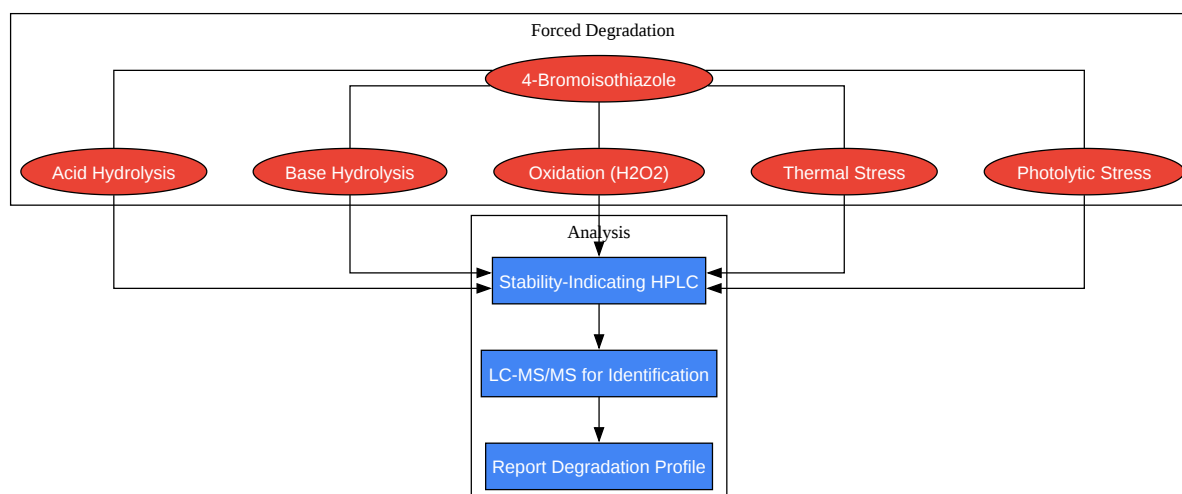 Forced Degradation
4-Bromoisothiazole
Acid Hydrolysis
Base Hydrolysis
Oxidation (H2O2)
Thermal Stress
Photolytic Stress
Analysis
Stability-Indicating HPLC
LC-MS/MS for Identification
Report Degradation Profile